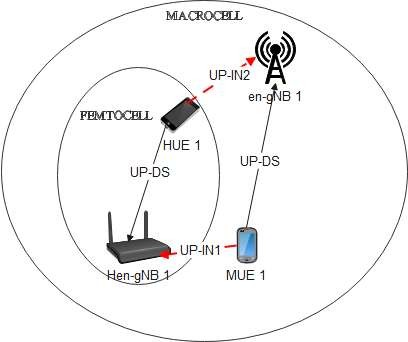 MACROCELL
UP-IN2
en-gNB 1
FEMTOCELL
HUE 1
UP-DS
UP-DS
UP-IN1
Hen-gNB 1
MUE 1